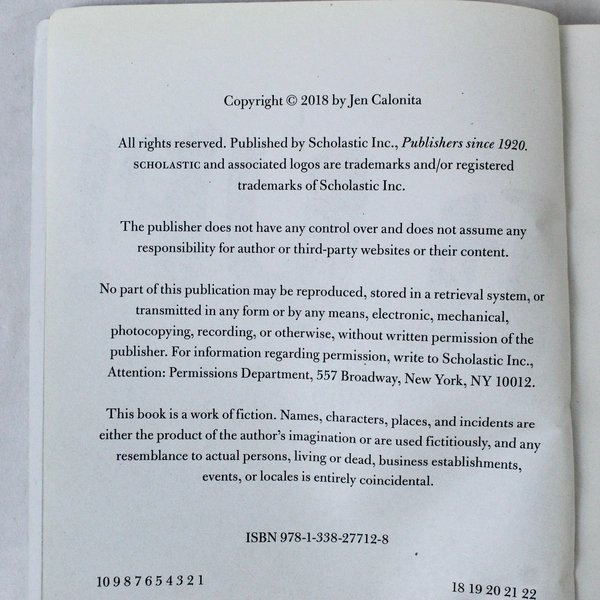 Copyright © 2018 by Jen Calonita
All rights reserved. Published by Scholastic Inc., Publishers since 1920.
SCHOLASTIC and associated logos are trademarks and/or registered
trademarks of Scholastic Inc.
The publisher does not have any control over and does not assume any
responsibility for author or third-party websites or their content.
No part of this publication may be reproduced, stored in a retrieval system, or
transmitted in any form or by any means, electronic, mechanical,
photocopying, recording, or otherwise, without written permission of the
publisher. For information regarding permission, write to Scholastic Inc.,
Attention: Permissions Department, 557 Broadway, New York, NY 10012.
This book is a work of fiction. Names, characters, places, and incidents are
either the product of the author's imagination or are used fictitiously, and any
resemblance to actual persons, living or dead, business establishments,
events, or locales is entirely coincidental.
ISBN 978-1-338-27712-8
10 9 8 7 6 5 4 3 2 1 18 19 20 21 22